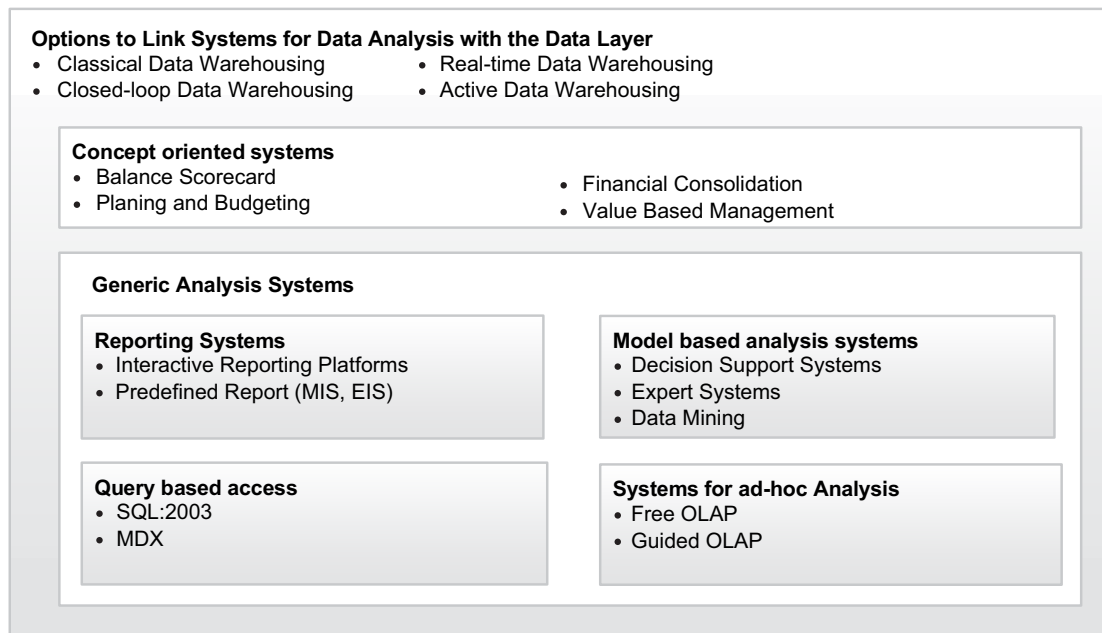 Options to Link Systems for Data Analysis with the Data Layer
• Classical Data Warehousing
• Closed-loop Data Warehousing
• Real-time Data Warehousing
• Active Data Warehousing
Concept oriented systems
• Balance Scorecard
• Planing and Budgeting
• Financial Consolidation
• Value Based Management
Generic Analysis Systems
Reporting Systems
• Interactive Reporting Platforms
• Predefined Report (MIS, EIS)
Model based analysis systems
• Decision Support Systems
• Expert Systems
• Data Mining
Query based access
• SQL:2003
• MDX
Systems for ad-hoc Analysis
• Free OLAP
• Guided OLAP